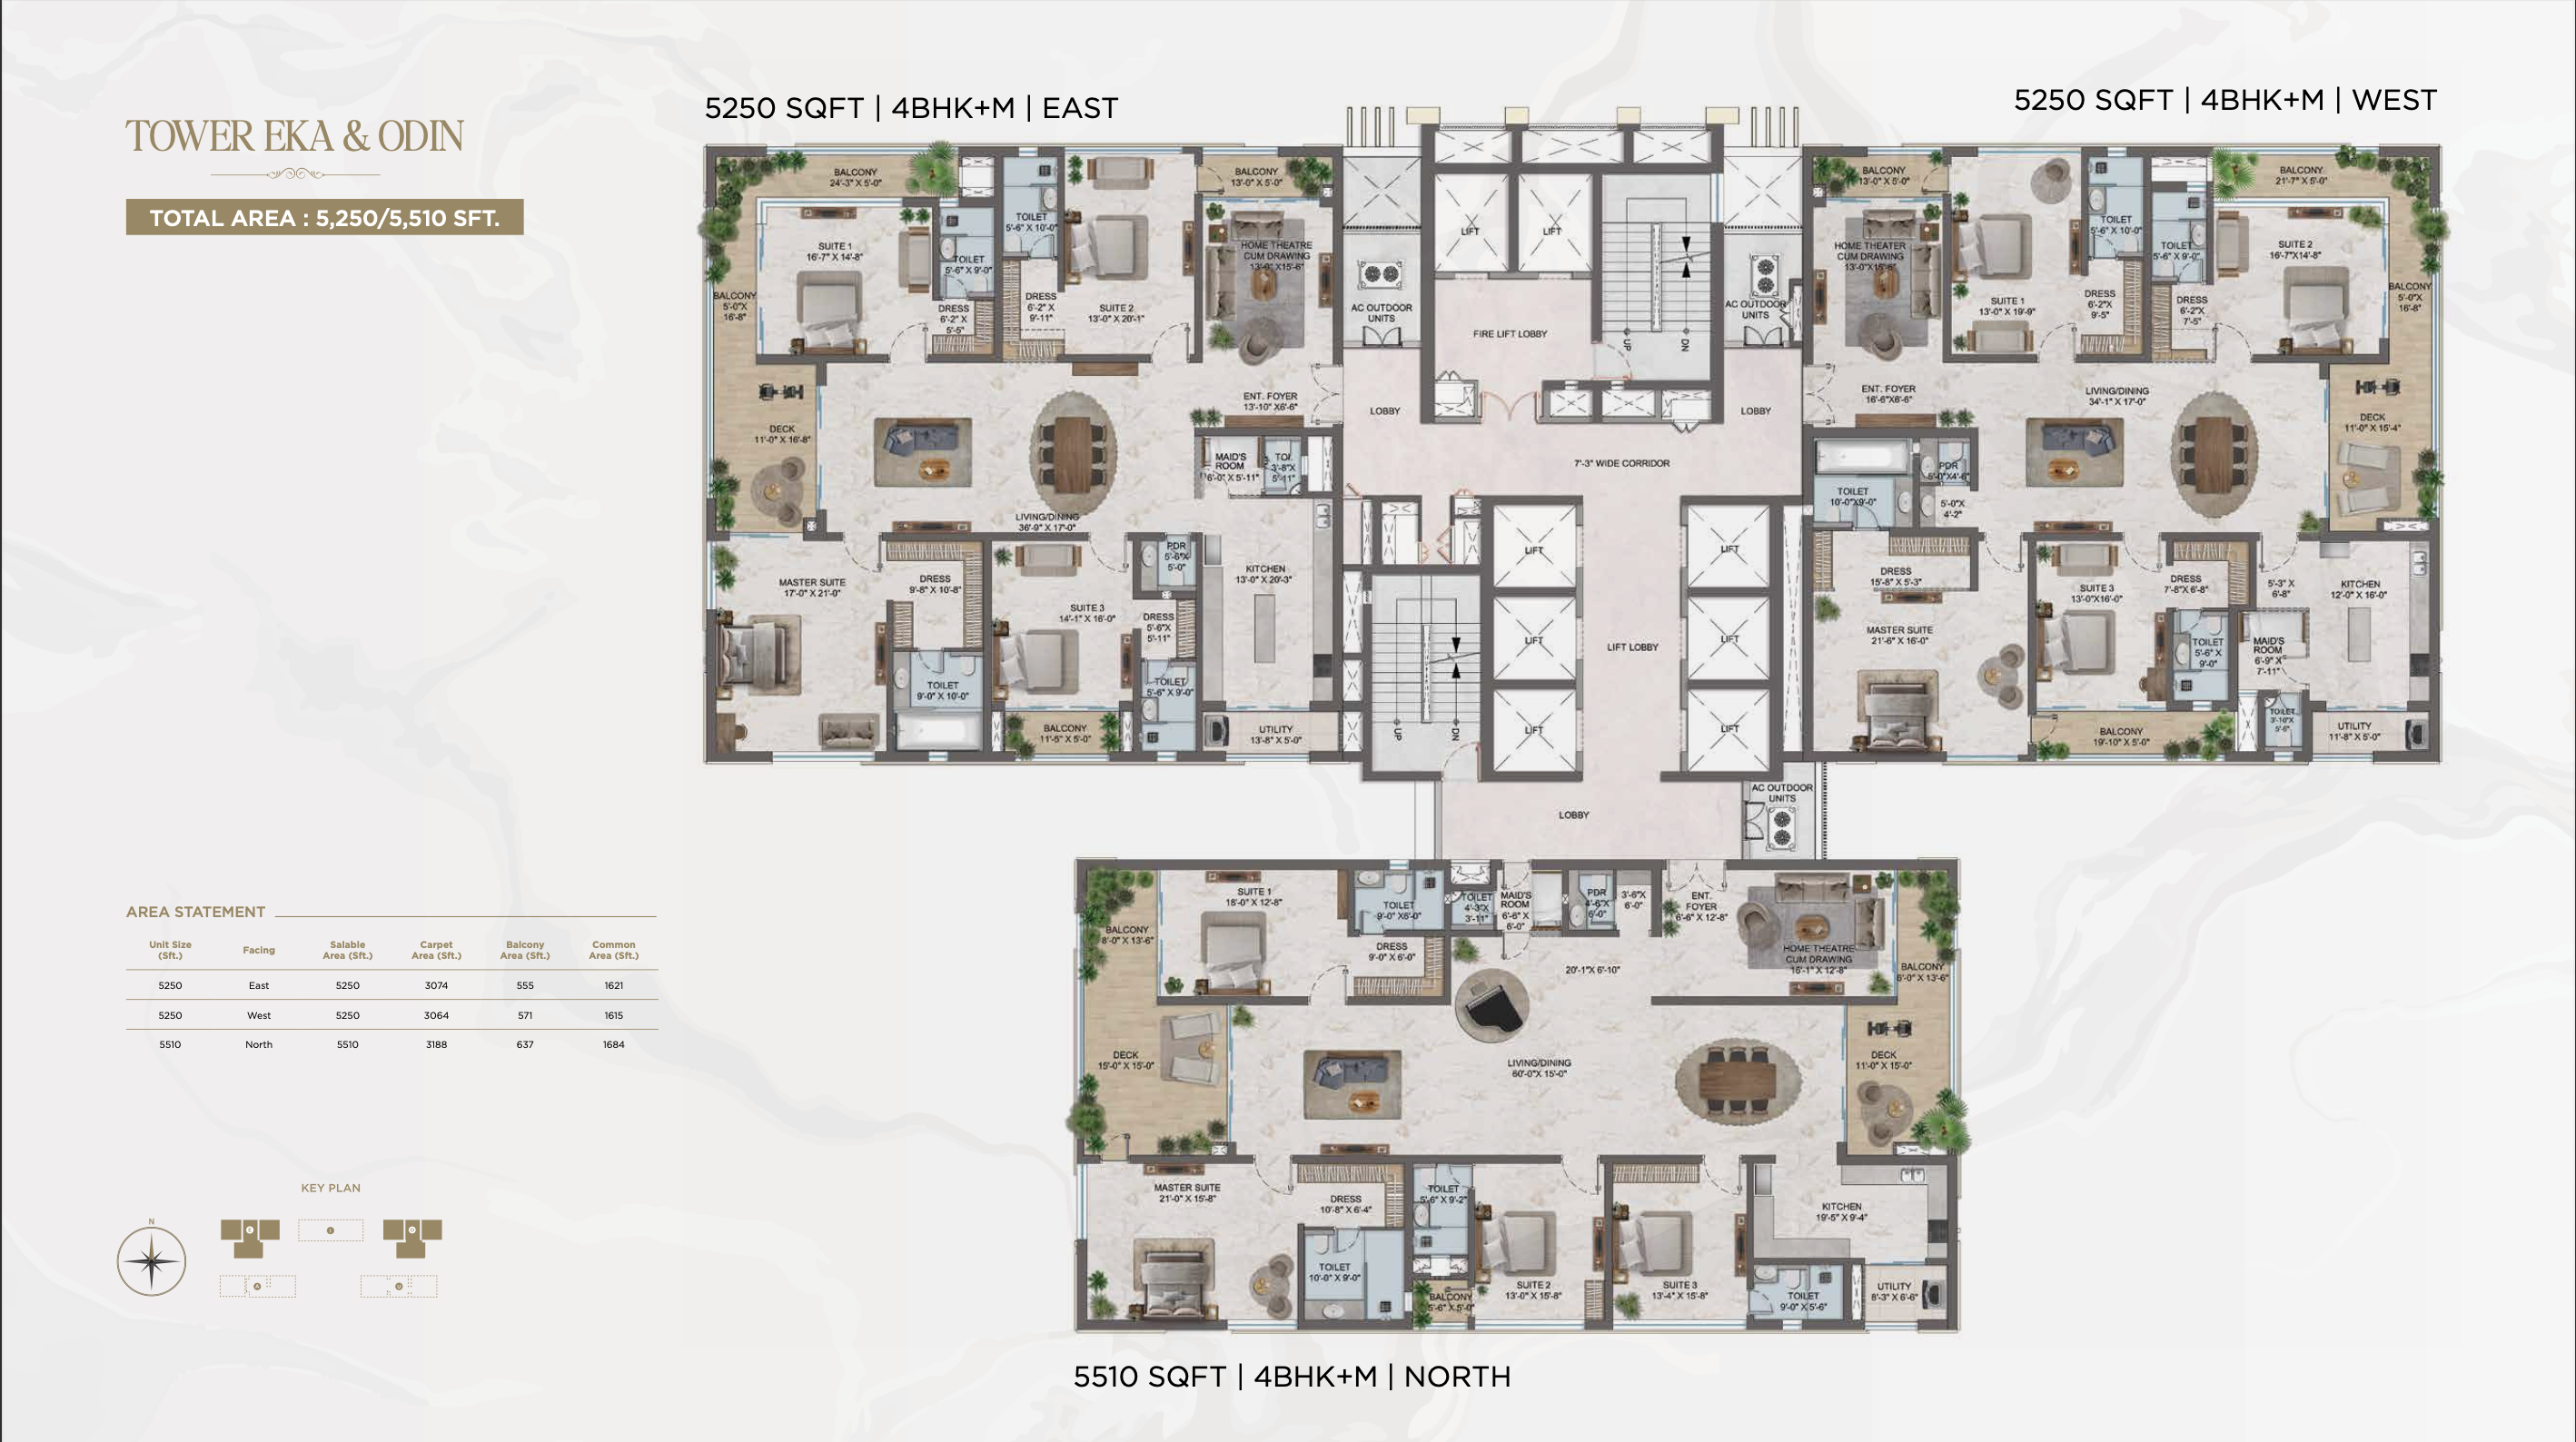 TOWER EKA & ODIN
TOTAL AREA : 5,250/5,510 SFT.
5250 SQFT | 4BHK+M | EAST
BALCONY
24'-3" X 5'-0"
SUITE 1
16'-7" X 14'-8"
TOILET
5'-6" X 9'-0"
DRESS
6'-2" X
5'-5"
TOILET
5'-6" X 10'-0"
DRESS
6'-2" X
9'-11"
SUITE 2
13'-0" X 20'-1"
BALCONY
13'-0" X 5'-0"
HOME THEATRE
CUM DRAWING
13'-0" X15'-6"
BALCONY
5'-0"X
16'-8"
DECK
11'-0" X 16'-8"
ENT. FOYER
13'-10" X6'-6"
MAID'S
ROOM
6'-0" X 5'-11"
TOI.
3'-8"X
5'-11"
LIVING/DINING
36'-9" X 17'-0"
MASTER SUITE
17'-0" X 21'-0"
DRESS
9'-8" X 10'-8"
TOILET
9'-0" X 10'-0"
SUITE 3
14'-1" X 16'-0"
PDR
5'-6"X
5'-0"
DRESS
5'-6"X
5'-11"
TOILET
5'-6" X 9'-0"
BALCONY
11'-5" X 5'-0"
KITCHEN
13'-0" X 20'-3"
UTILITY
13'-8" X 5'-0"
AC OUTDOOR
UNITS
LIFT
LIFT
FIRE LIFT LOBBY
UP
DN
AC OUTDOOR
UNITS
LOBBY
LOBBY
7'-3" WIDE CORRIDOR
LIFT
LIFT
LIFT
LIFT
LIFT
LIFT
LIFT LOBBY
UP
DN
LOBBY
AC OUTDOOR
UNITS
5250 SQFT | 4BHK+M | WEST
BALCONY
13'-0" X 5'-0"
HOME THEATER
CUM DRAWING
13'-0"X15'-6"
SUITE 1
13'-0" X 19'-9"
TOILET
5'-6" X 10'-0"
DRESS
6'-2"X
9'-5"
TOILET
5'-6" X 9'-0"
DRESS
6'-2"X
7'-5"
BALCONY
21'-7" X 5'-0"
SUITE 2
16'-7"X14'-8"
BALCONY
5'-0"X
16'-8"
ENT. FOYER
16'-6"X6'-6"
LIVING/DINING
34'-1" X 17'-0"
DECK
11'-0" X 15'-4"
TOILET
10'-0"X9'-0"
PDR
5'-0"X4'-6"
5'-0"X
4'-2"
DRESS
15'-8" X 5'-3"
MASTER SUITE
21'-6" X 16'-0"
SUITE 3
13'-0"X16'-0"
DRESS
7'-8"X 6'-8"
TOILET
5'-6" X
9'-0"
BALCONY
19'-10" X 5'-0"
5'-3" X
6'-8"
MAID'S
ROOM
6'-9" X
7'-11"
TOILET
3'-10"X
5'-6"
KITCHEN
12'-0" X 16'-0"
UTILITY
11'-8" X 5'-0"
SUITE 1
18'-0" X 12'-8"
TOILET
9'-0" X6'-0"
DRESS
9'-0" X 6'-0"
TOILET
4'-3"X
3'-11"
MAID'S
ROOM
6'-6" X
6'-0"
PDR
4'-6"X
6'-0"
3'-6"X
6'-0"
ENT.
FOYER
6'-6" X 12'-8"
HOME THEATRE
CUM DRAWING
16'-1" X 12'-8"
BALCONY
8'-0" X 13'-6"
BALCONY
6'-0" X 13'-6"
20'-1"X 6'-10"
DECK
15'-0" X 15'-0"
LIVING/DINING
60'-0"X 15'-0"
DECK
11'-0" X 15'-0"
MASTER SUITE
21'-0" X 15'-8"
DRESS
10'-8" X 6'-4"
TOILET
10'-0" X 9'-0"
TOILET
5'-6" X 9'-2"
BALCONY
5'-6" X 5'-0"
SUITE 2
13'-0" X 15'-8"
SUITE 3
13'-4" X 15'-8"
KITCHEN
19'-5" X 9'-4"
TOILET
9'-0" X 5'-6"
UTILITY
8'-3" X 6'-6"
5510 SQFT | 4BHK+M | NORTH
AREA STATEMENT
Unit Size (Sft.) Facing Salable Area (Sft.) Carpet Area (Sft.) Balcony Area (Sft.) Common Area (Sft.)
5250 East 5250 3074 555 1621
5250 West 5250 3064 571 1615
5510 North 5510 3188 637 1684
KEY PLAN
N